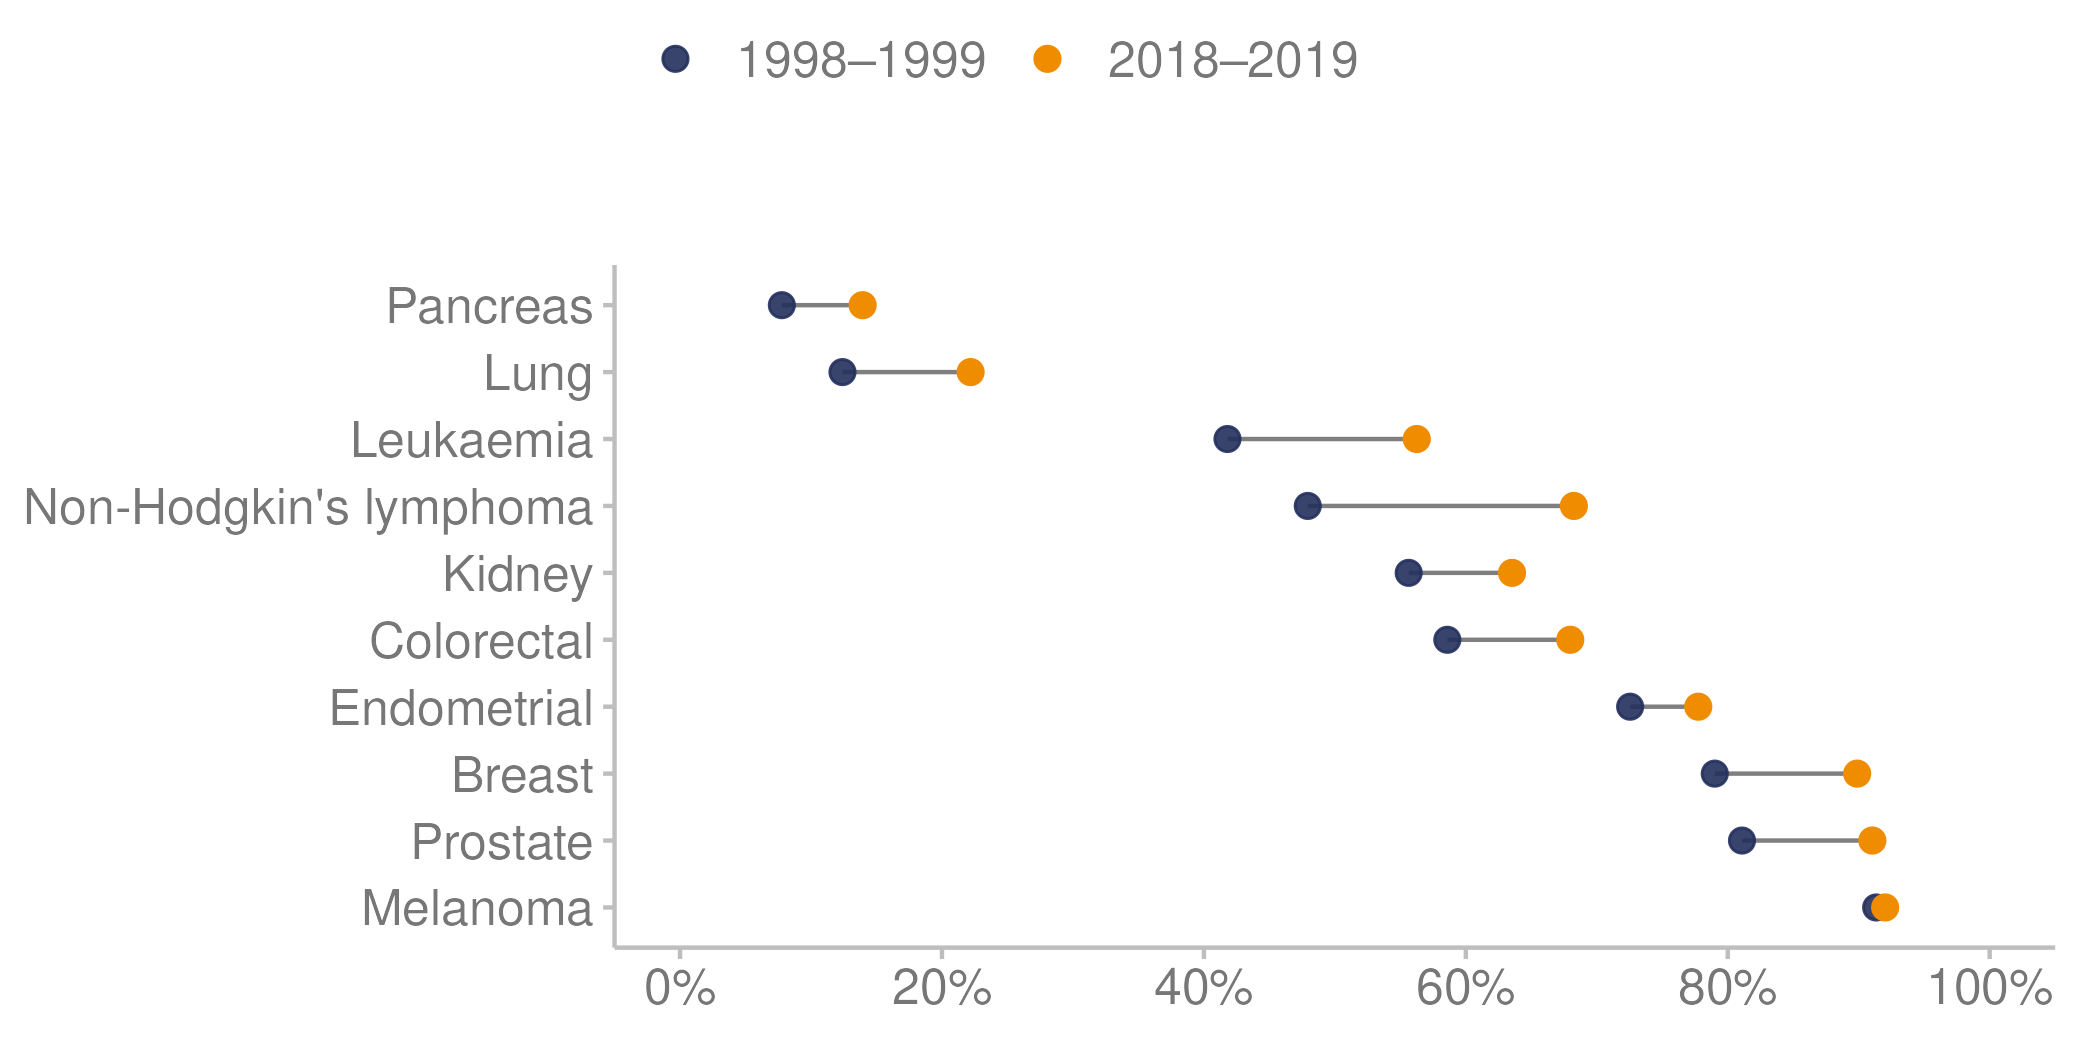 1998–1999 2018–2019
Pancreas
Lung
Leukaemia
Non-Hodgkin's lymphoma
Kidney
Colorectal
Endometrial
Breast
Prostate
Melanoma
0% 20% 40% 60% 80% 100%